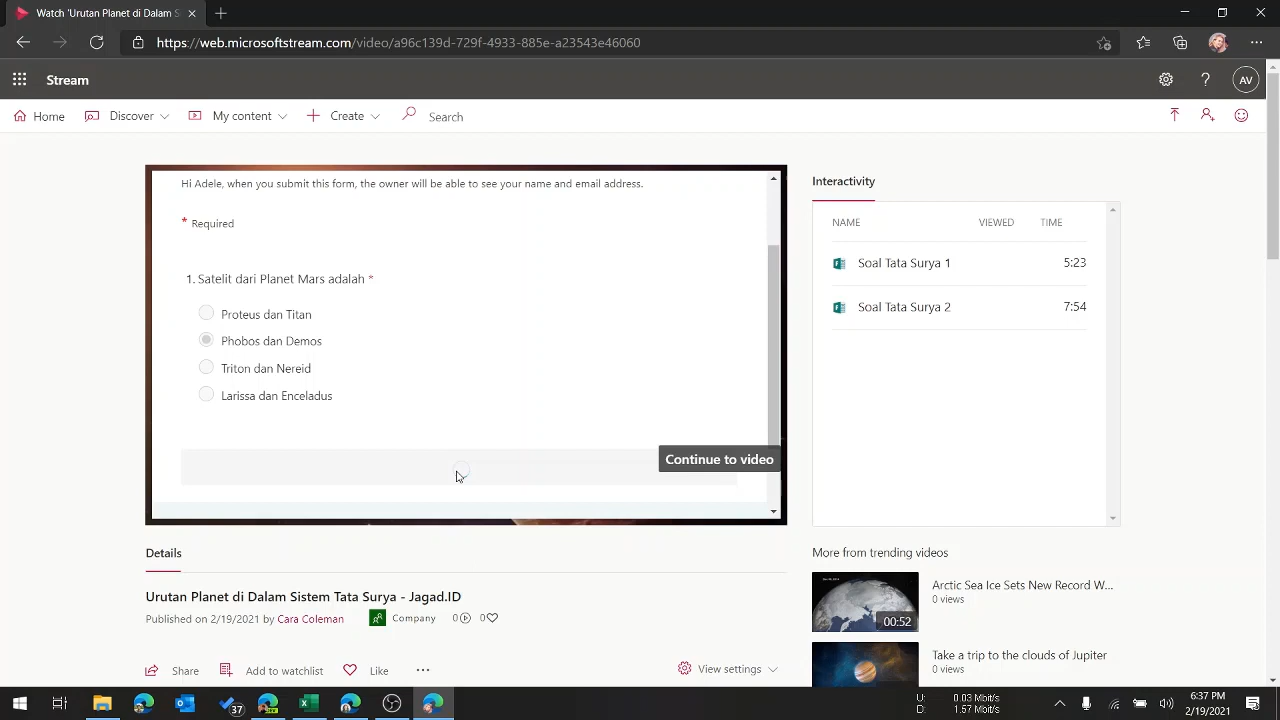 Watch 'Urutan Planet di Dalam S
https://web.microsoftstream.com/video/a96c139d-729f-4933-885e-a23543e46060
Stream
AV
Home
Discover
My content
Create
Search
Hi Adele, when you submit this form, the owner will be able to see your name and email address.
* Required
1. Satelit dari Planet Mars adalah *
Proteus dan Titan
Phobos dan Demos
Triton dan Nereid
Larissa dan Enceladus
Continue to video
Interactivity
NAME VIEWED TIME
Soal Tata Surya 1 5:23
Soal Tata Surya 2 7:54
Details
Urutan Planet di Dalam Sistem Tata Surya - Jagad.ID
Published on 2/19/2021 by Cara Coleman Company 0 0
Share
Add to watchlist
Like
View settings
More from trending videos
Arctic Sea Ice Sets New Record W...
0 views
00:52
Take a trip to the clouds of Jupiter
0 views
37
U: 0.03 Mbit/s
D: 1.57 Mbit/s
6:37 PM
2/19/2021